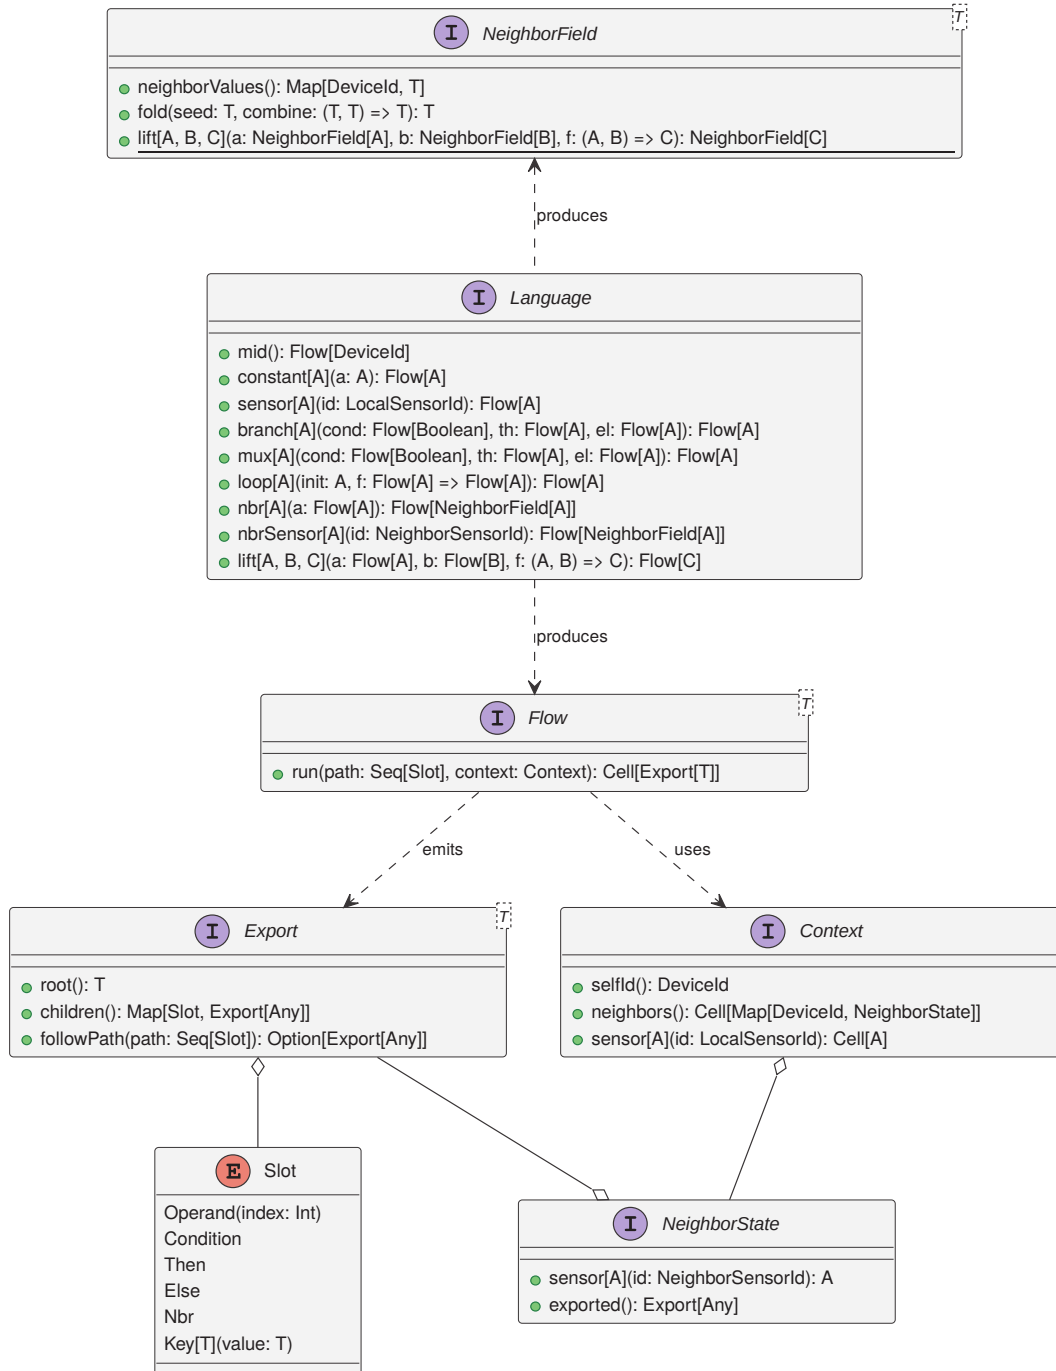 I NeighborField T
neighborValues(): Map[DeviceId, T]
fold(seed: T, combine: (T, T) => T): T
lift[A, B, C](a: NeighborField[A], b: NeighborField[B], f: (A, B) => C): NeighborField[C]
produces
I Language
mid(): Flow[DeviceId]
constant[A](a: A): Flow[A]
sensor[A](id: LocalSensorId): Flow[A]
branch[A](cond: Flow[Boolean], th: Flow[A], el: Flow[A]): Flow[A]
mux[A](cond: Flow[Boolean], th: Flow[A], el: Flow[A]): Flow[A]
loop[A](init: A, f: Flow[A] => Flow[A]): Flow[A]
nbr[A](a: Flow[A]): Flow[NeighborField[A]]
nbrSensor[A](id: NeighborSensorId): Flow[NeighborField[A]]
lift[A, B, C](a: Flow[A], b: Flow[B], f: (A, B) => C): Flow[C]
produces
I Flow T
run(path: Seq[Slot], context: Context): Cell[Export[T]]
emits
uses
I Export T
root(): T
children(): Map[Slot, Export[Any]]
followPath(path: Seq[Slot]): Option[Export[Any]]
I Context
selfId(): DeviceId
neighbors(): Cell[Map[DeviceId, NeighborState]]
sensor[A](id: LocalSensorId): Cell[A]
E Slot
Operand(index: Int)
Condition
Then
Else
Nbr
Key[T](value: T)
I NeighborState
sensor[A](id: NeighborSensorId): A
exported(): Export[Any]